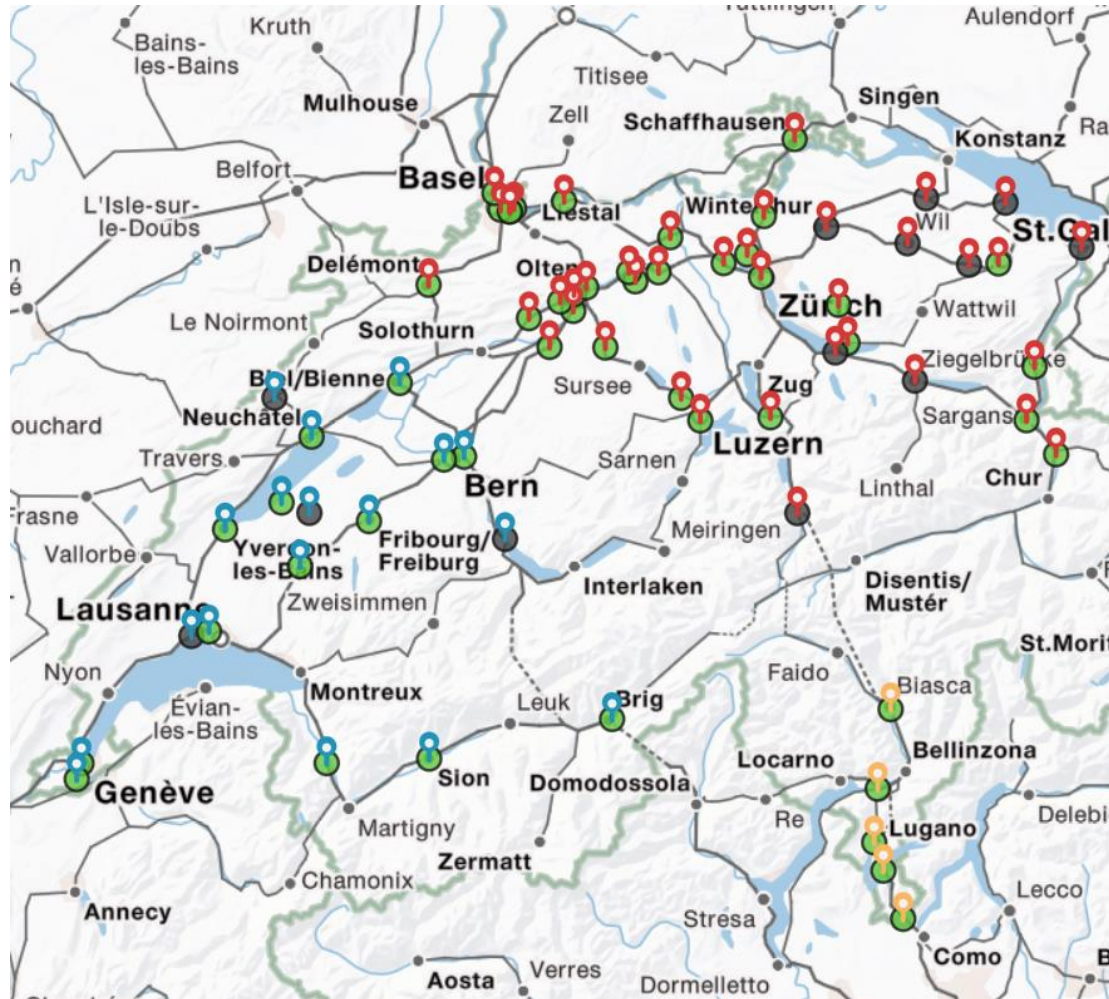 Aulendorf
Kruth
Bains-
les-Bains
Titisee
Mulhouse
Zell
Schaffhausen
Singen
Konstanz
Belfort
Basel
L'Isle-sur-
le-Doubs
Liestal
Winterthur
Wil
Delémont
Olten
Zürich
Wattwil
Le Noirmont
Solothurn
Biel/Bienne
Sursee
Zug
Ziegelbrücke
Neuchâtel
Sargans
Travers
Luzern
Sarnen
Bern
Linthal
Chur
Meiringen
Vallorbe
Yverdon-
les-Bains
Fribourg/
Freiburg
Interlaken
Disentis/
Mustér
Lausanne
Zweisimmen
Nyon
Montreux
Faido
Évian-
les-Bains
Leuk
Brig
Biasca
Genève
Sion
Domodossola
Locarno
Bellinzona
Martigny
Re
Lugano
Zermatt
Chamonix
Annecy
Stresa
Lecco
Como
Aosta
Verres
Dormelletto